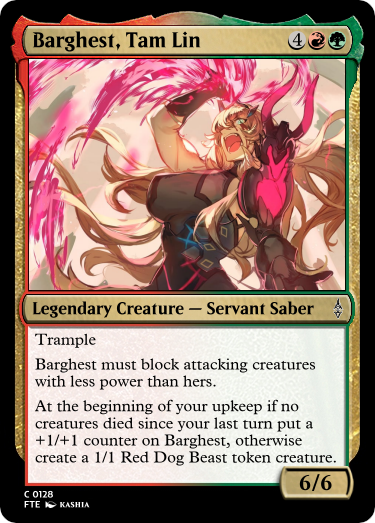 Barghest, Tam Lin 4
Legendary Creature — Servant Saber
Trample
Barghest must block attacking creatures
with less power than hers.
At the beginning of your upkeep if no
creatures died since your last turn put a
+1/+1 counter on Barghest, otherwise
create a 1/1 Red Dog Beast token creature.
6/6
C 0128
FTE KASHIA